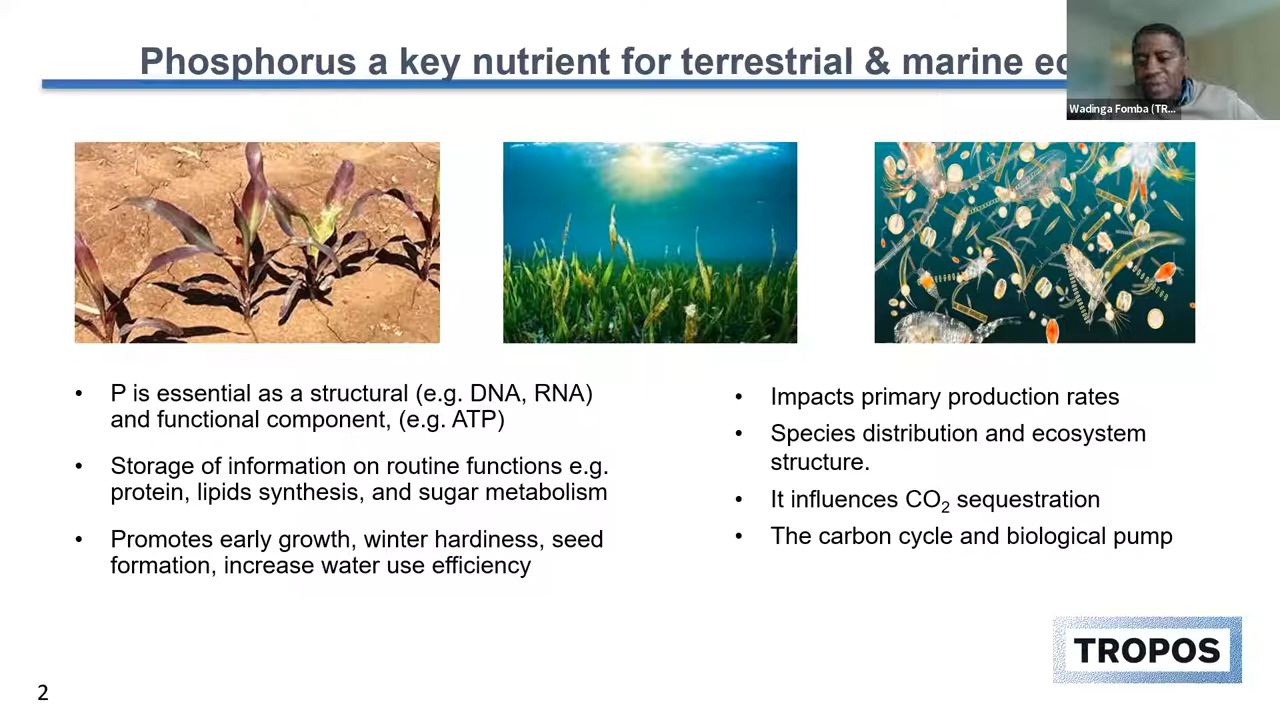 Phosphorus a key nutrient for terrestrial & marine ec
Wadinga Fomba (TR...
• P is essential as a structural (e.g. DNA, RNA)
and functional component, (e.g. ATP)
• Storage of information on routine functions e.g.
protein, lipids synthesis, and sugar metabolism
• Promotes early growth, winter hardiness, seed
formation, increase water use efficiency
• Impacts primary production rates
• Species distribution and ecosystem
structure.
• It influences CO₂ sequestration
• The carbon cycle and biological pump
TROPOS
2